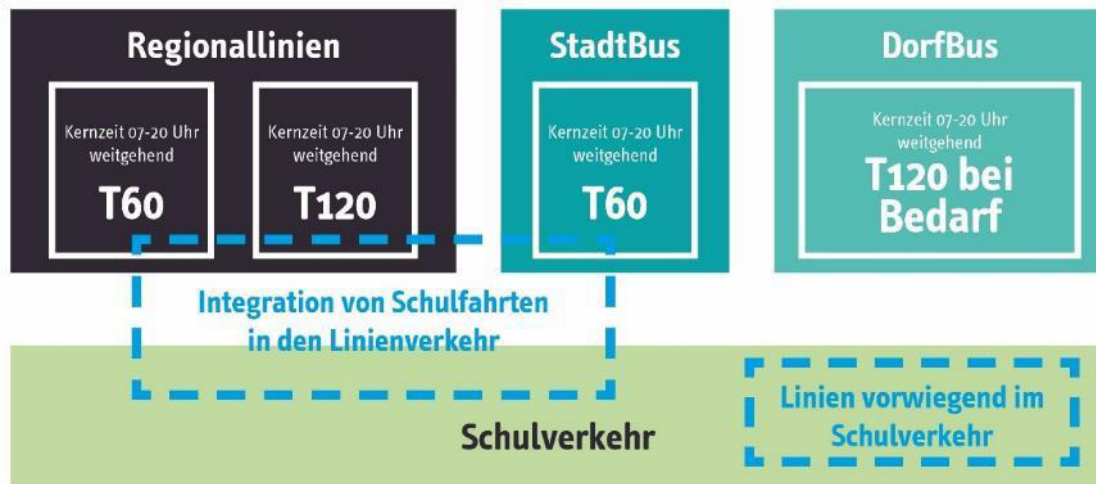 Regionallinien
Kernzeit 07-20 Uhr
weitgehend
T60
Kernzeit 07-20 Uhr
weitgehend
T120
StadtBus
Kernzeit 07-20 Uhr
weitgehend
T60
DorfBus
Kernzeit 07-20 Uhr
weitgehend
T120 bei
Bedarf
Integration von Schulfahrten
in den Linienverkehr
Linien vorwiegend im
Schulverkehr
Schulverkehr